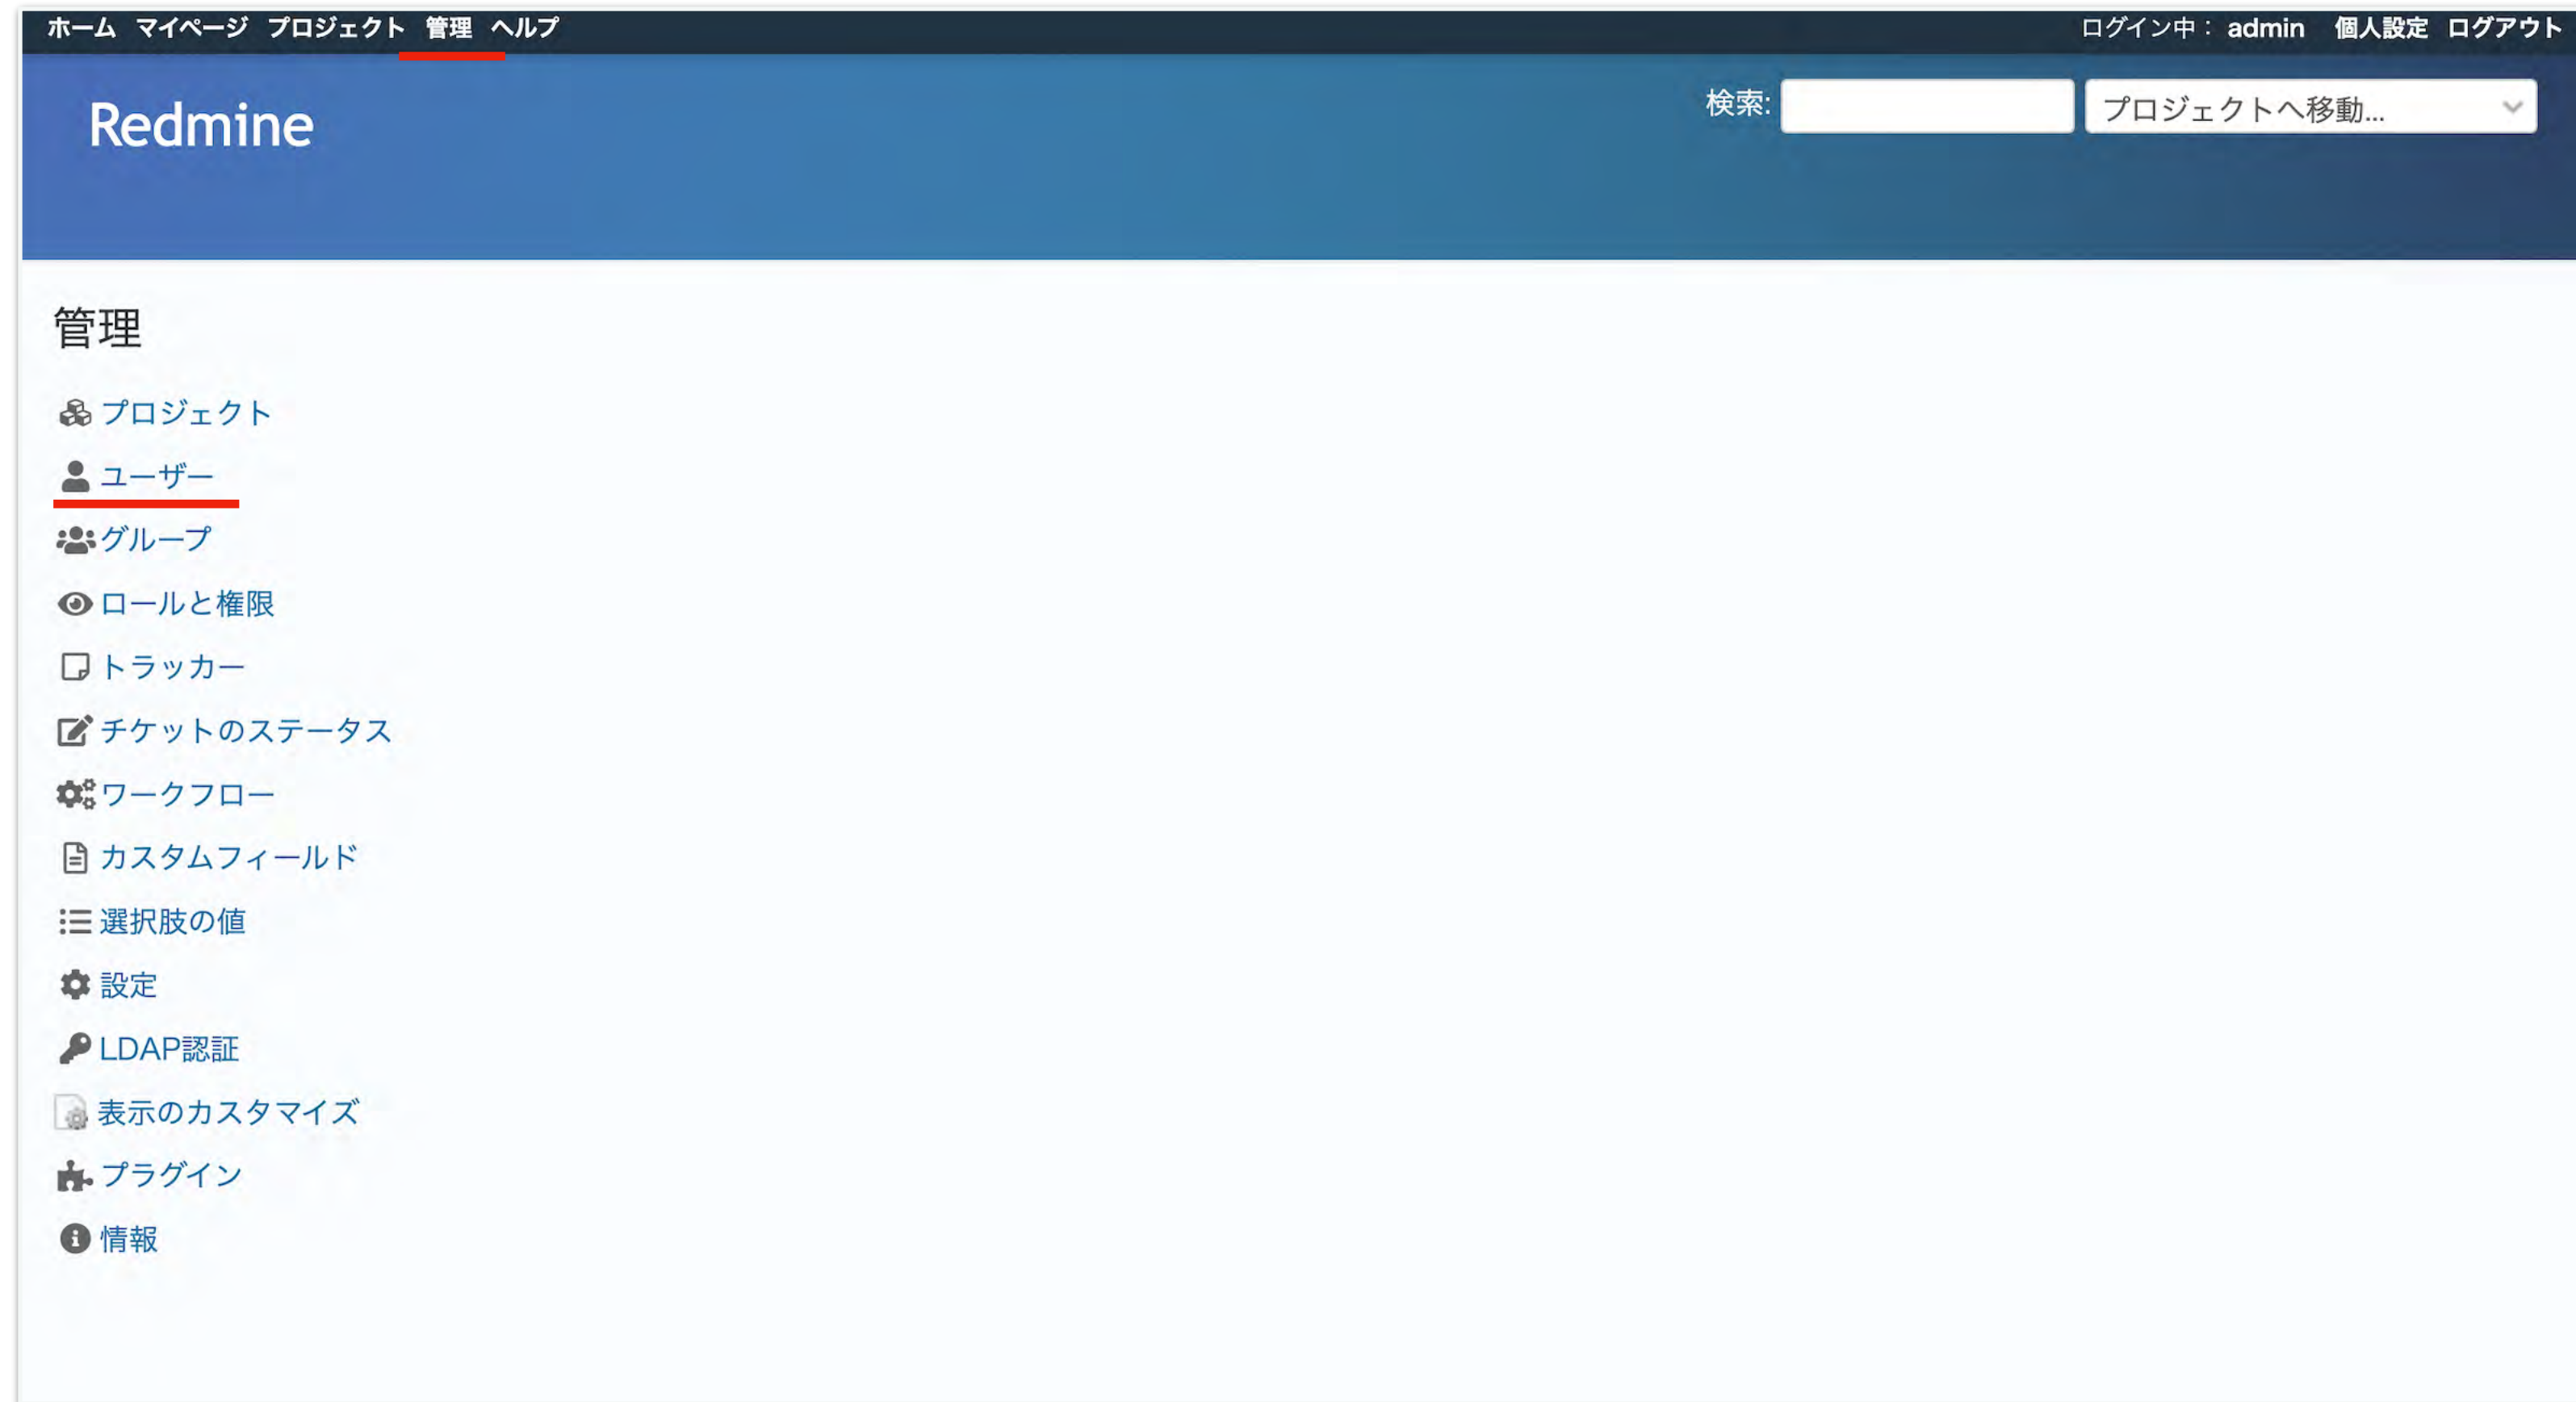 ホーム マイページ プロジェクト 管理 ヘルプ ログイン中: admin 個人設定 ログアウト
Redmine
検索: プロジェクトへ移動...
管理
プロジェクト
ユーザー
グループ
ロールと権限
トラッカー
チケットのステータス
ワークフロー
カスタムフィールド
選択肢の値
設定
LDAP認証
表示のカスタマイズ
プラグイン
情報